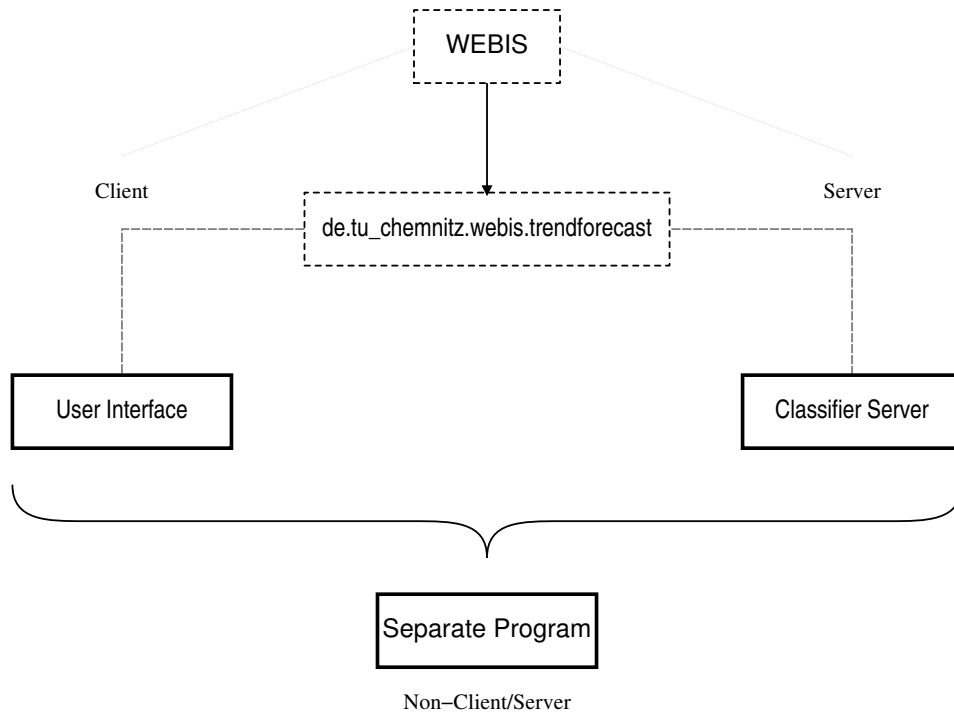 WEBIS
Client
Server
de.tu_chemnitz.webis.trendforecast
User Interface
Classifier Server
Separate Program
Non−Client/Server